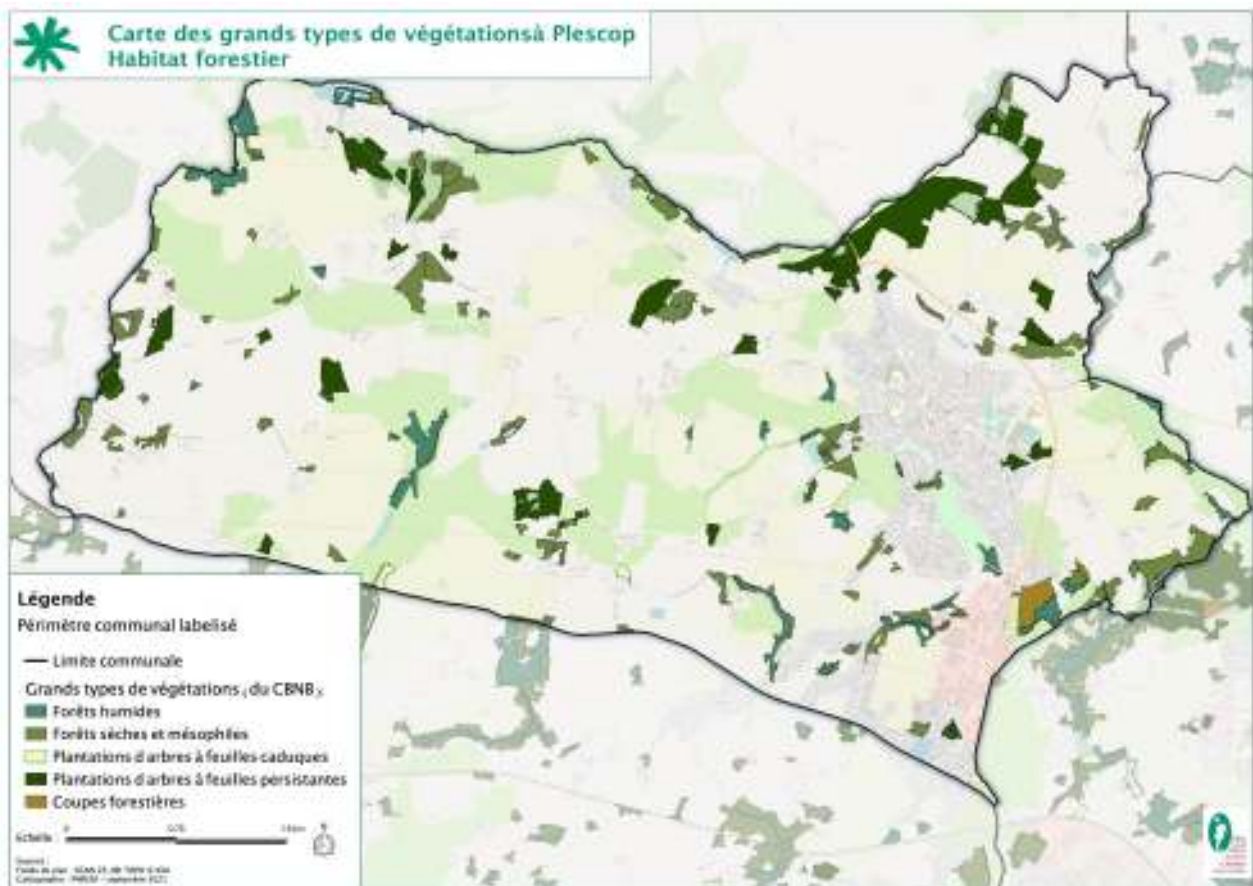 Carte des grands types de végétationsà Plescop
Habitat forestier
Légende
Périmètre communal labelisé
Limite communale
Grands types de végétations (du CBNB)
Forêts humides
Forêts sèches et mésophiles
Plantations d'arbres à feuilles caduques
Plantations d'arbres à feuilles persistantes
Coupes forestières
Echelle
0